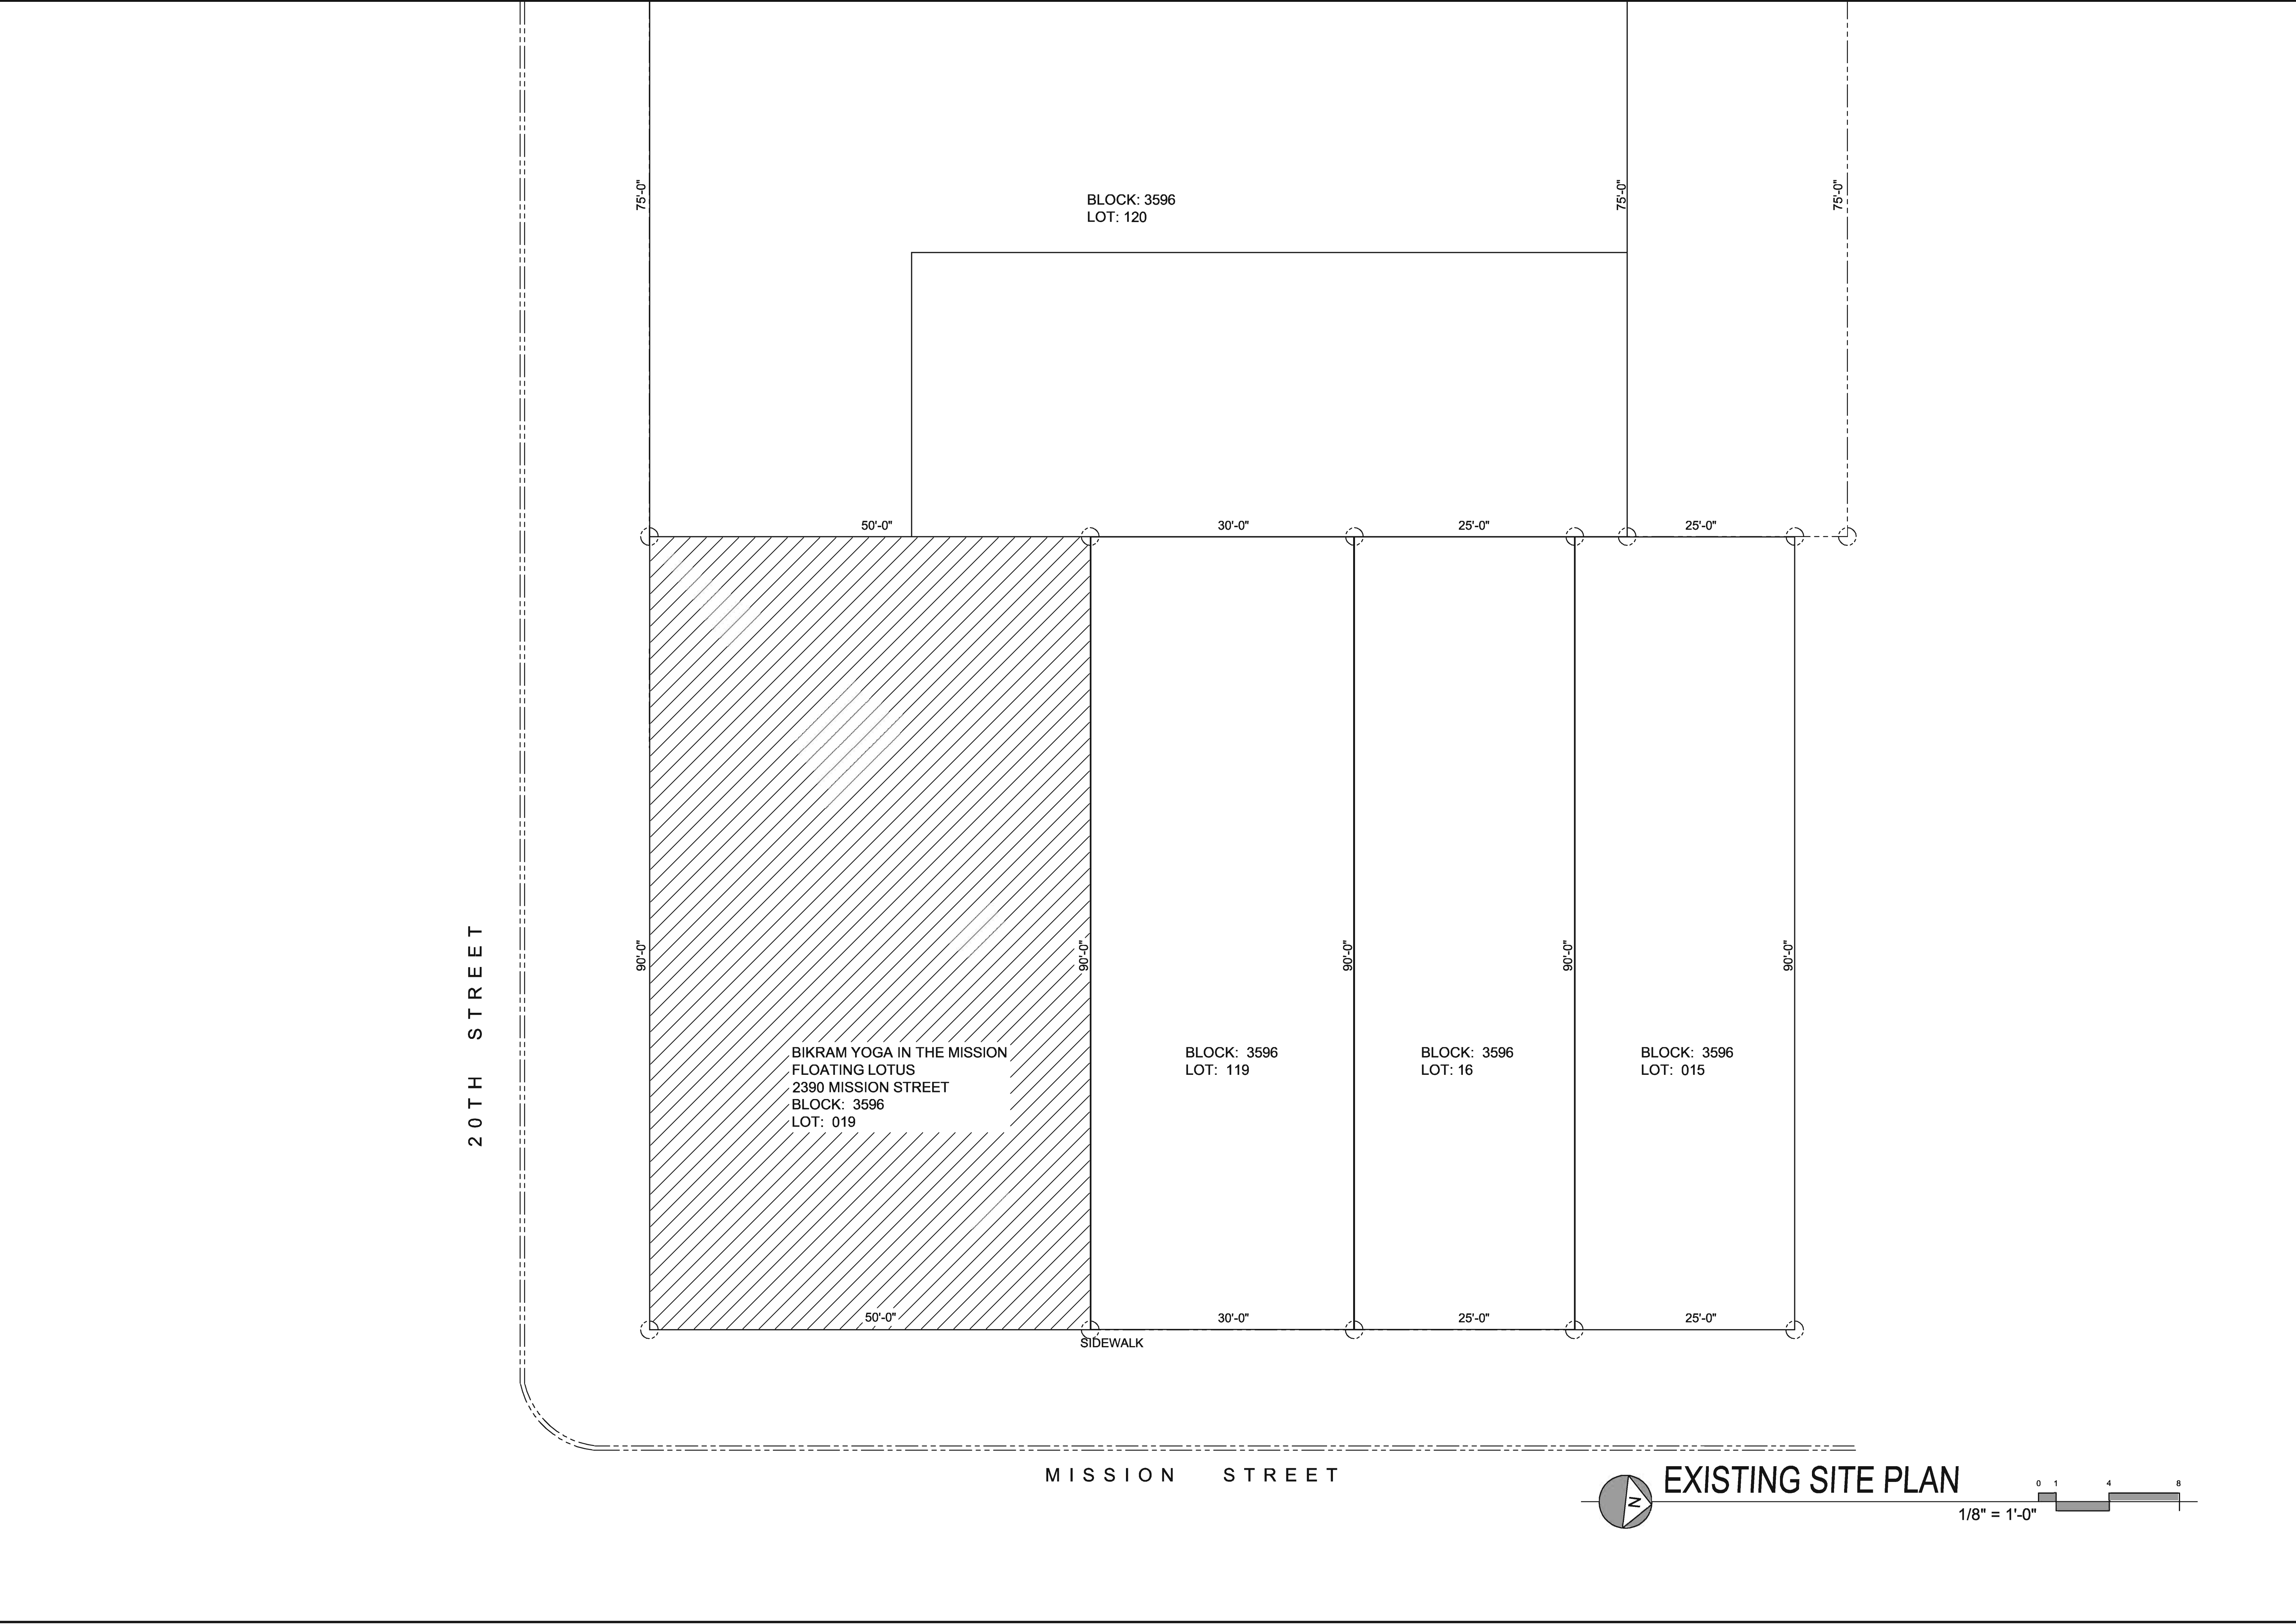 75'-0"
75'-0"
75'-0"
BLOCK: 3596
LOT: 120
50'-0"
30'-0"
25'-0"
25'-0"
20TH STREET
90'-0"
90'-0"
90'-0"
90'-0"
90'-0"
BIKRAM YOGA IN THE MISSION
FLOATING LOTUS
2390 MISSION STREET
BLOCK: 3596
LOT: 019
BLOCK: 3596
LOT: 119
BLOCK: 3596
LOT: 16
BLOCK: 3596
LOT: 015
50'-0"
30'-0"
25'-0"
25'-0"
SIDEWALK
MISSION STREET
N
EXISTING SITE PLAN
0 1 4 8
1/8" = 1'-0"